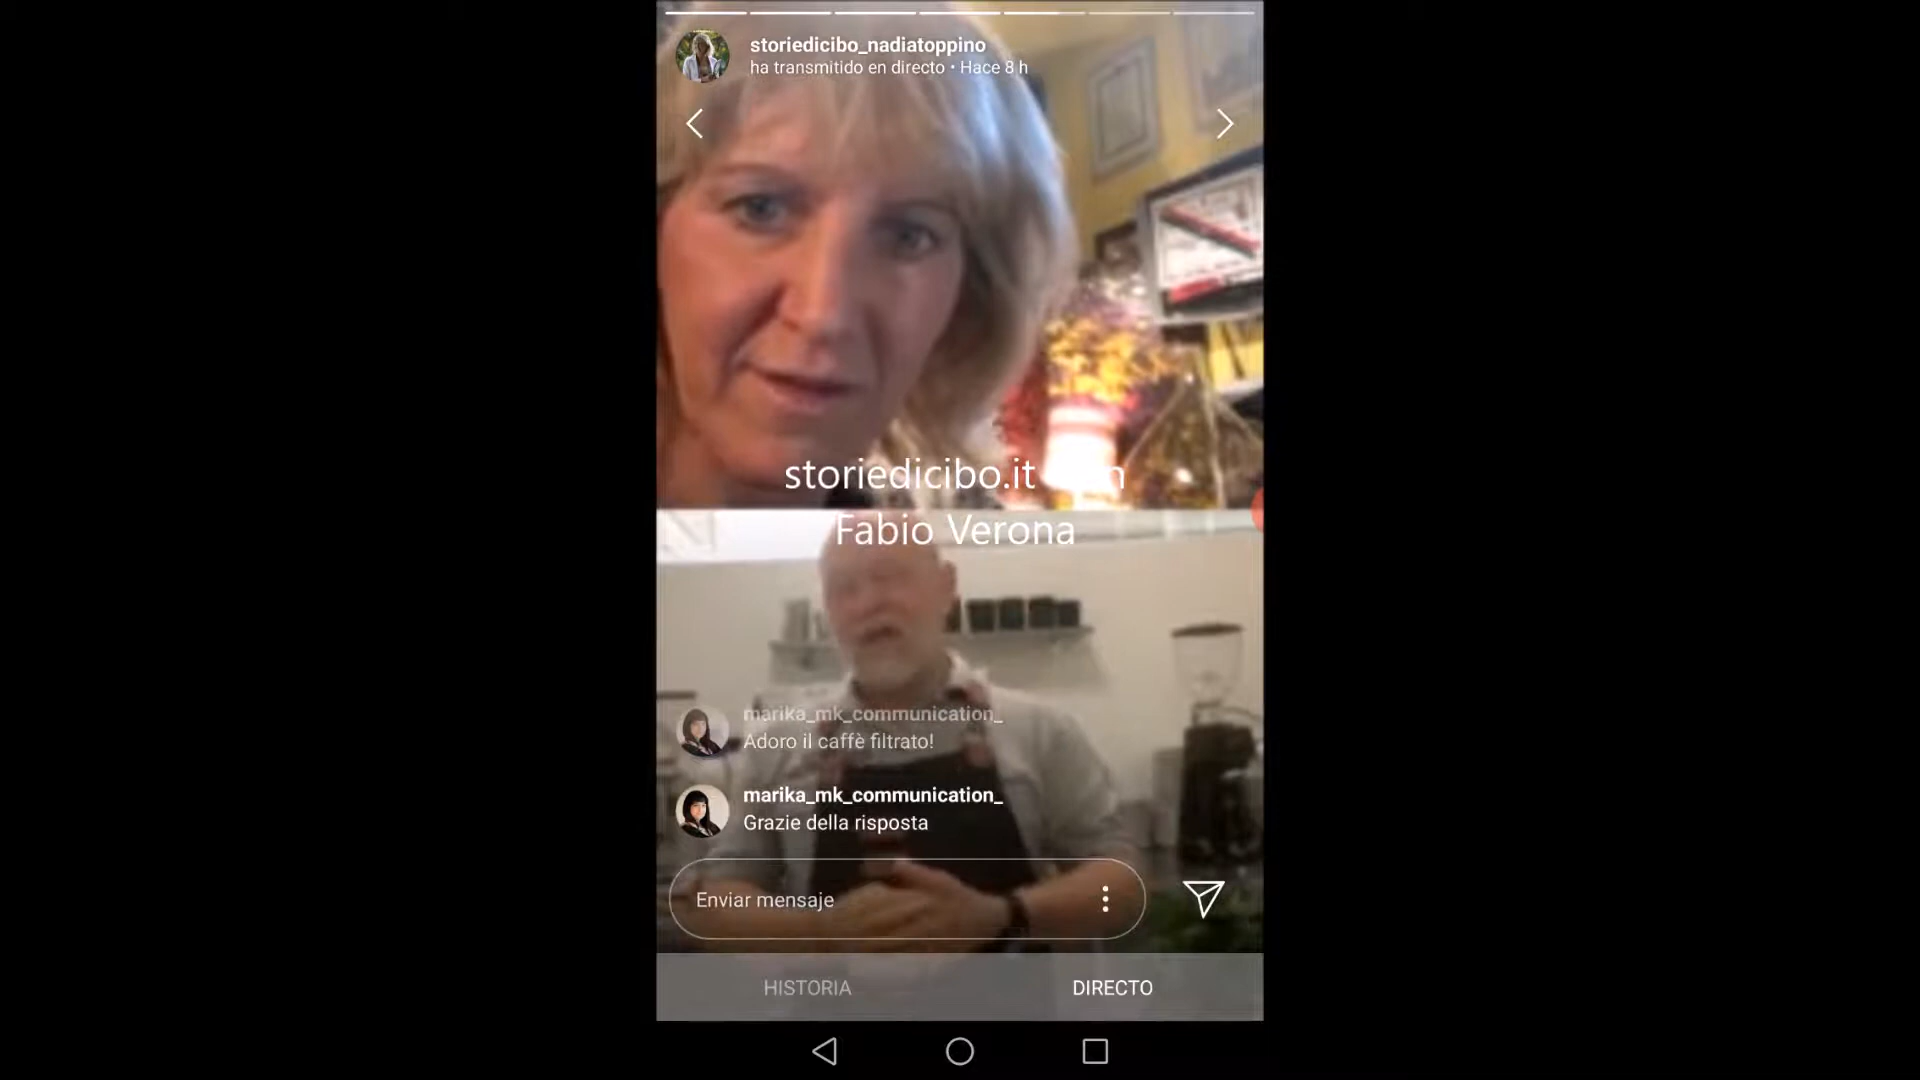 storiedicibo_nadiatoppino
ha transmitido en directo • Hace 8 h
storiedicibo.it
Fabio Verona
marika_mk_communication_
Adoro il caffè filtrato!
marika_mk_communication_
Grazie della risposta
Enviar mensaje
HISTORIA
DIRECTO